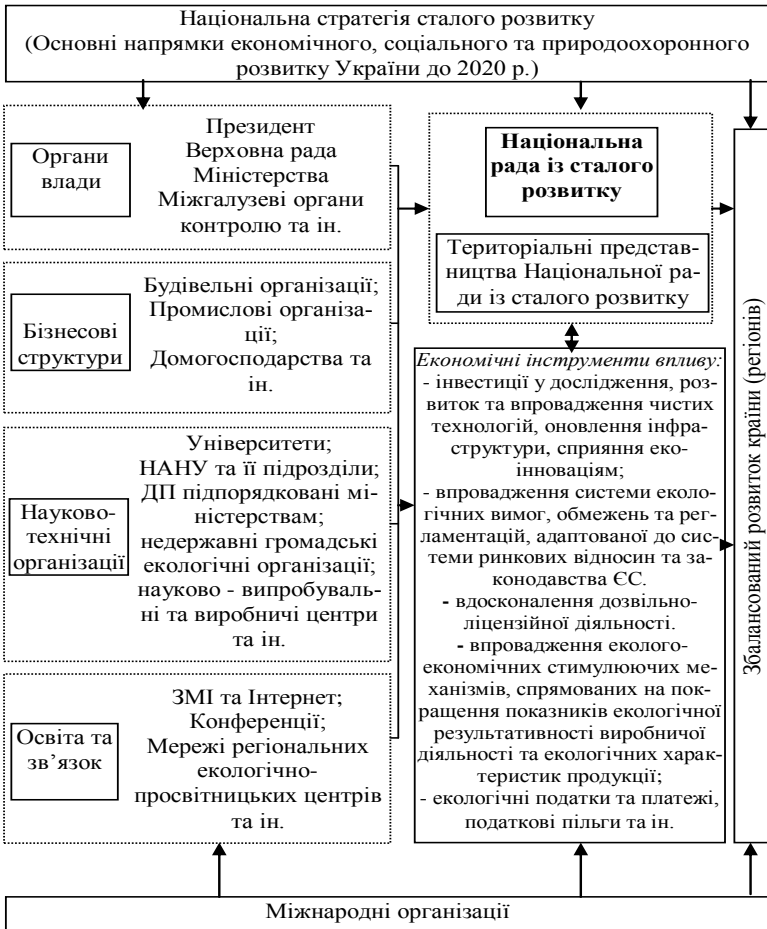 Національна стратегія сталого розвитку
(Основні напрямки економічного, соціального та природоохоронного
розвитку України до 2020 р.)
Органи
влади
Президент
Верховна рада
Міністерства
Міжгалузеві органи
контролю та ін.
Бізнесові
структури
Будівельні організації;
Промислові організа-
ції;
Домогосподарства та
ін.
Науково-
технічні
організації
Університети;
НАНУ та її підрозділи;
ДП підпорядковані мі-
ністерствам;
недержавні громадські
екологічні організації;
науково - випробуваль-
ні та виробничі центри
та ін.
Освіта та
зв’язок
ЗМІ та Інтернет;
Конференції;
Мережі регіональних
екологічно-
просвітницьких центрів
та ін.
Національна
рада із сталого
розвитку
Територіальні представ-
ництва Національної ра-
ди із сталого розвитку
Економічні інструменти впливу:
- інвестиції у дослідження, роз-
виток та впровадження чистих
технологій, оновлення інфра-
структури, сприяння еко-
інноваціям;
- впровадження системи еколо-
гічних вимог, обмежень та рег-
ламентацій, адаптованої до сис-
теми ринкових відносин та за-
конодавства ЄС.
- вдосконалення дозвільно-
ліцензійної діяльності.
- впровадження еколого-
економічних стимулюючих ме-
ханізмів, спрямованих на пок-
ращення показників екологічної
результативності виробничої
діяльності та екологічних харак-
теристик продукції;
- екологічні податки та платежі,
податкові пільги та ін.
Збалансований розвиток країни (регіонів)
Міжнародні організації